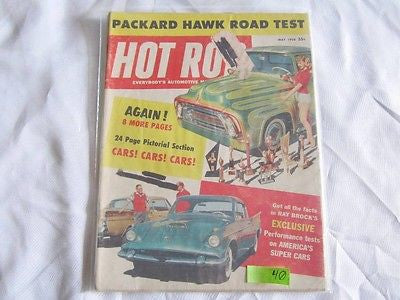 PACKARD HAWK ROAD TEST
MAY 1958 35c
HOT ROD
EVERYBODY'S AUTOMOTIVE M
AGAIN!
8 MORE PAGES
24 Page Pictorial Section
CARS! CARS! CARS!
Get all the facts
in RAY BROCK'S
EXCLUSIVE
Performance tests
on AMERICA'S
SUPER CARS
40